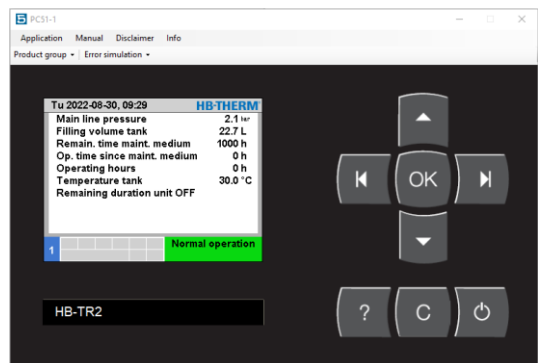 PC51-1
Application Manual Disclaimer Info
Product group Error simulation
Tu 2022-08-30, 09:29 HB-THERM
Main line pressure 2.1 bar
Filling volume tank 22.7 L
Remain. time maint. medium 1000 h
Op. time since maint. medium 0 h
Operating hours 0 h
Temperature tank 30.0 °C
Remaining duration unit OFF
1 Normal operation
HB-TR2
OK
? C